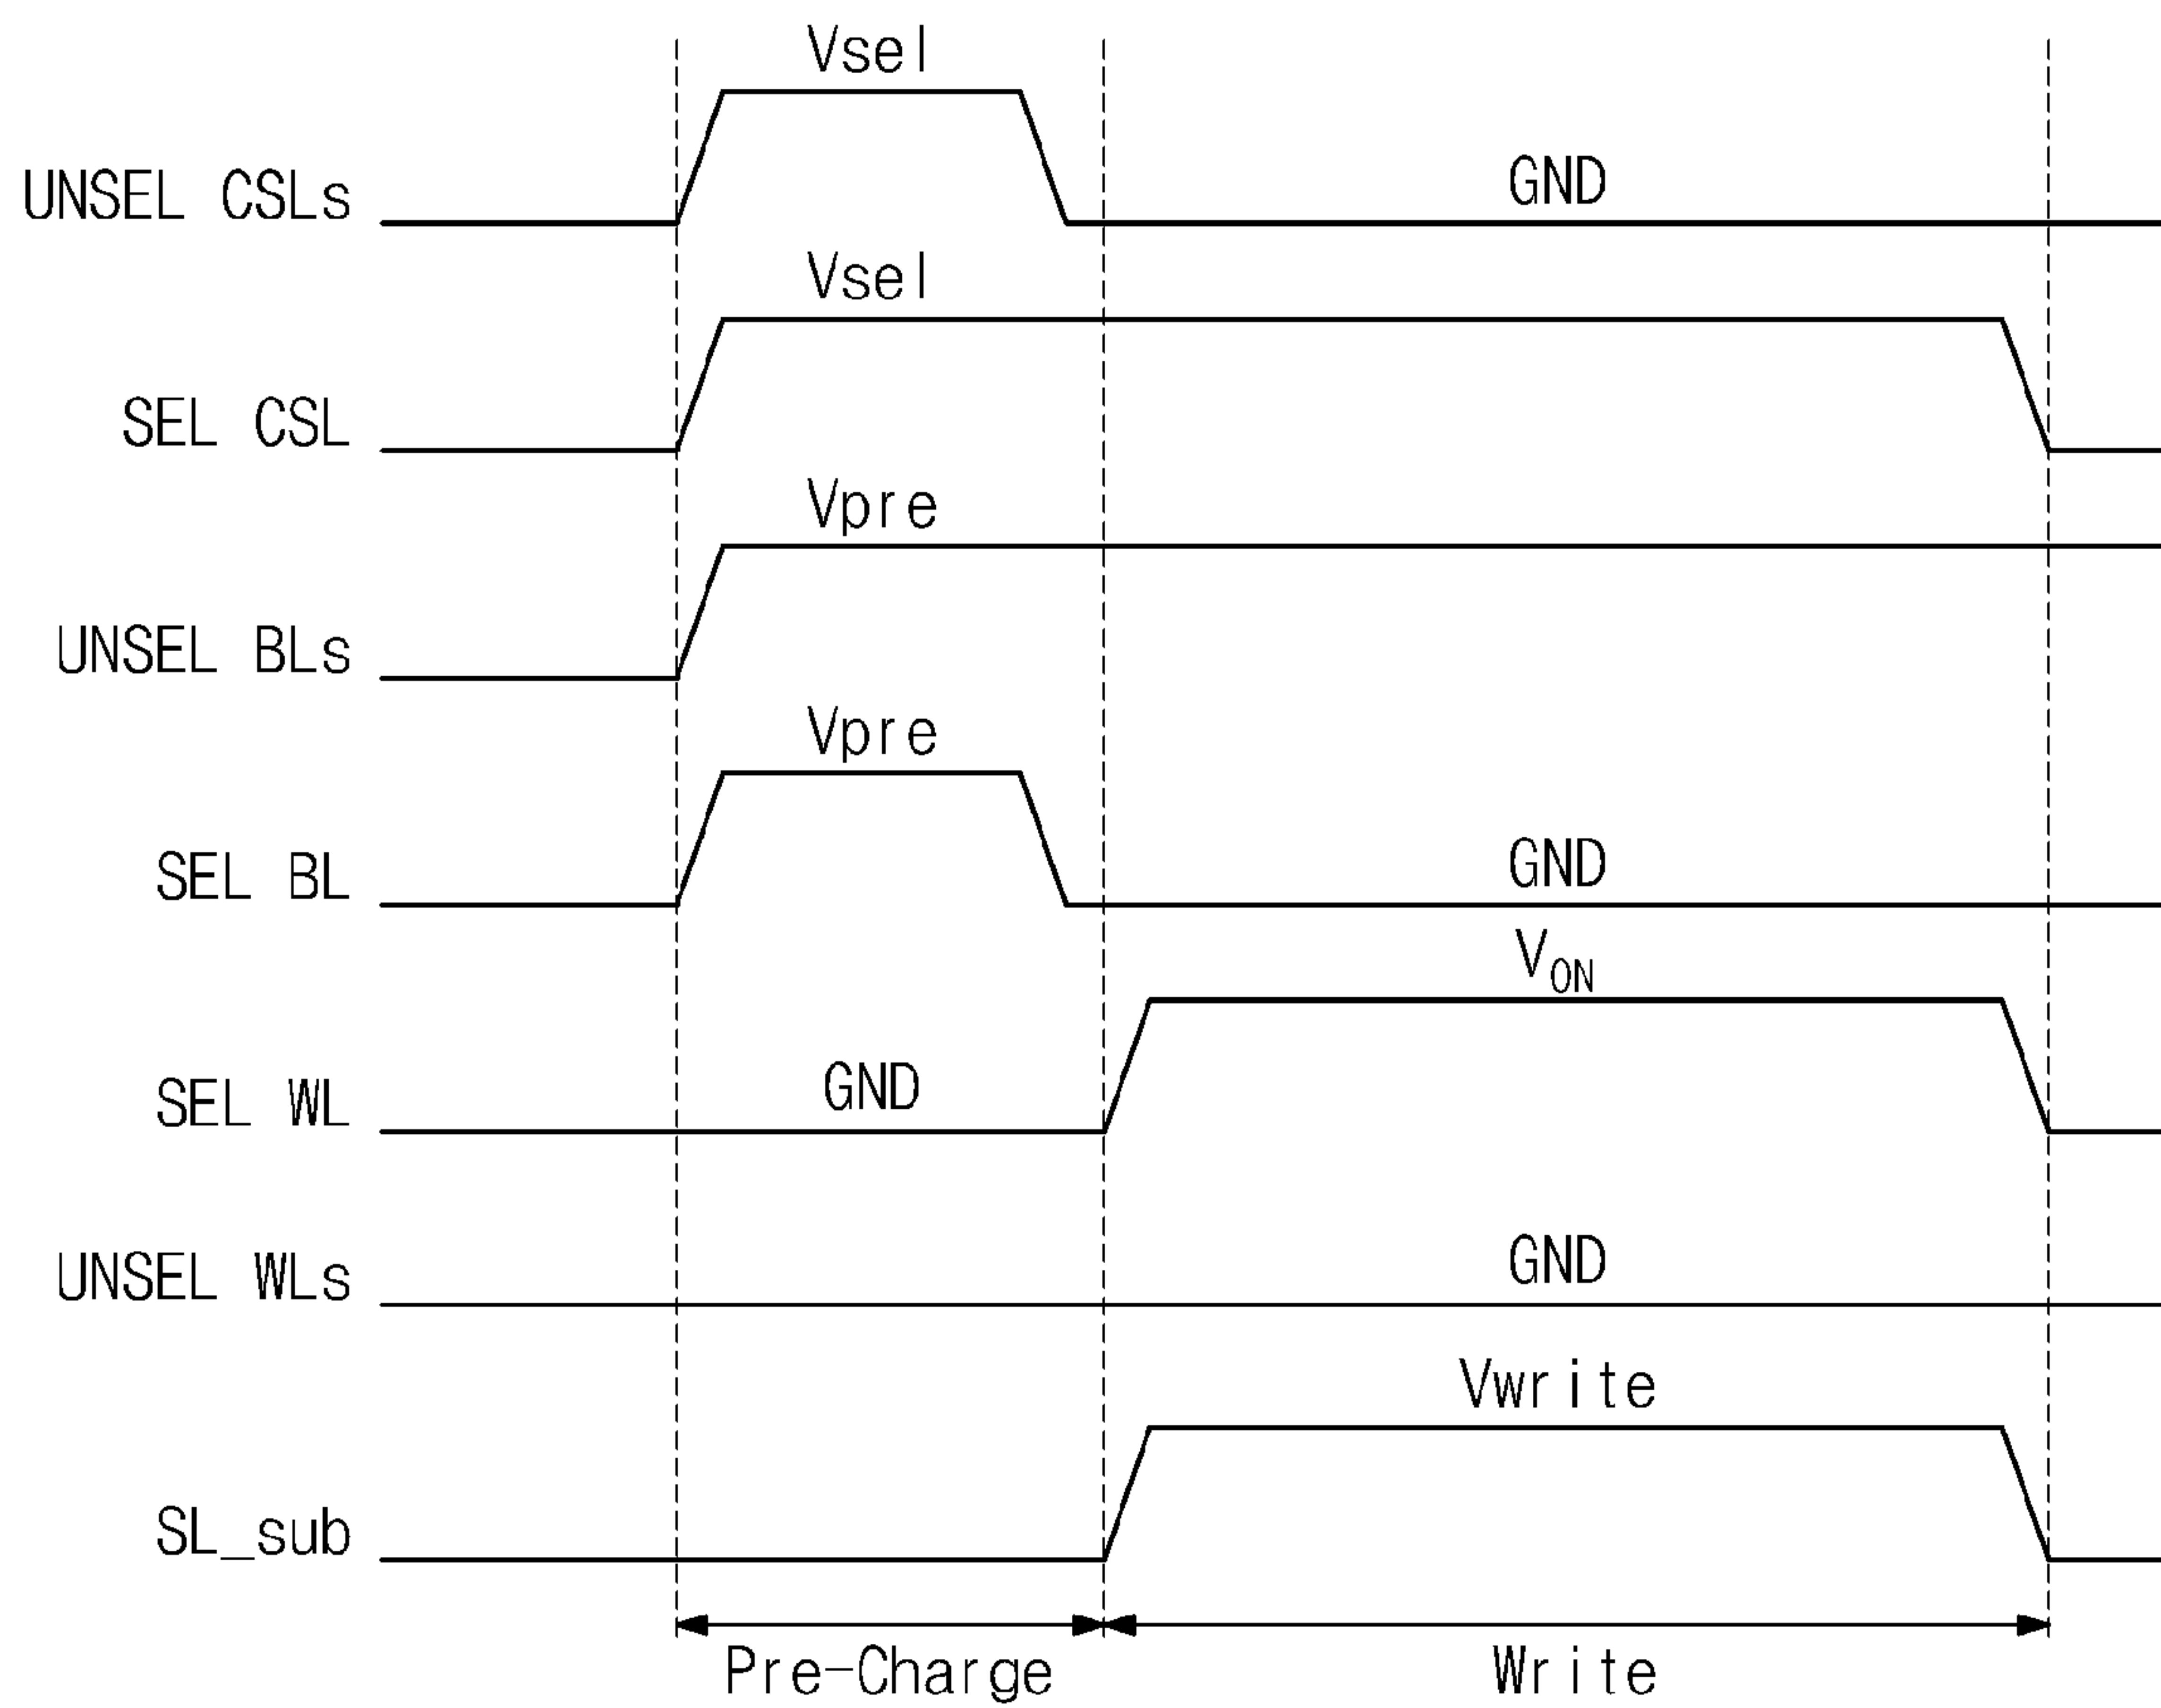 Vsel
UNSEL CSLs
GND
Vsel
SEL CSL
Vpre
UNSEL BLs
Vpre
SEL BL
GND
VON
SEL WL
GND
UNSEL WLs
GND
Vwrite
SL_sub
Pre-Charge
Write